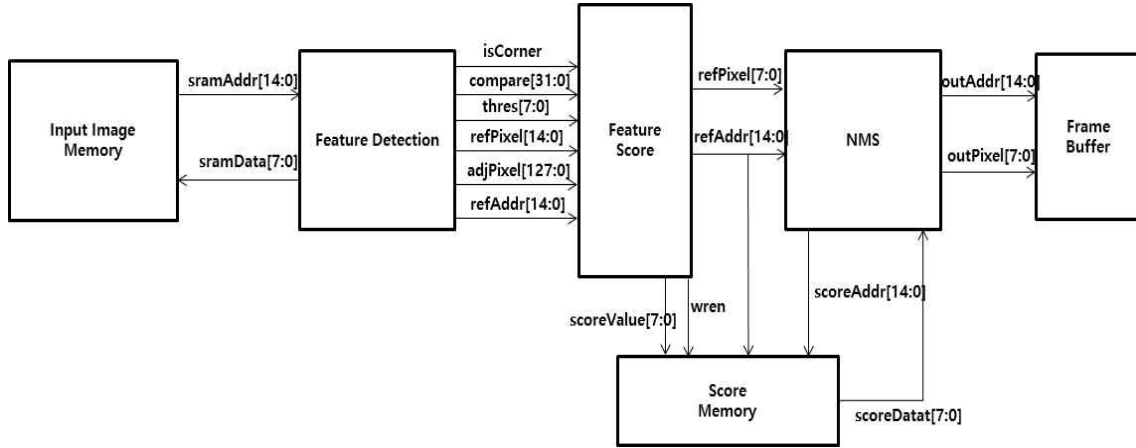 Input Image
Memory
sramAddr[14:0]
sramData[7:0]
Feature Detection
isCorner
compare[31:0]
thres[7:0]
refPixel[14:0]
adjPixel[127:0]
refAddr[14:0]
Feature
Score
refPixel[7:0]
refAddr[14:0]
NMS
outAddr[14:0]
outPixel[7:0]
Frame
Buffer
scoreValue[7:0]
wren
scoreAddr[14:0]
Score
Memory
scoreDatat[7:0]